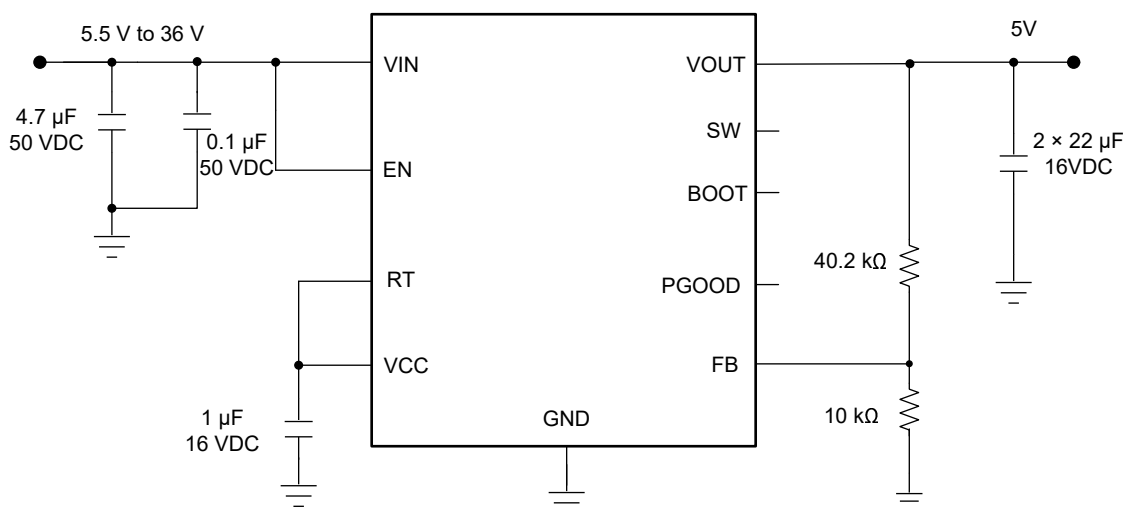 5.5 V to 36 V
5V
VIN
VOUT
4.7 µF
50 VDC
0.1 µF
50 VDC
SW
2 × 22 µF
16VDC
EN
BOOT
40.2 kΩ
RT
PGOOD
VCC
FB
1 µF
16 VDC
GND
10 kΩ